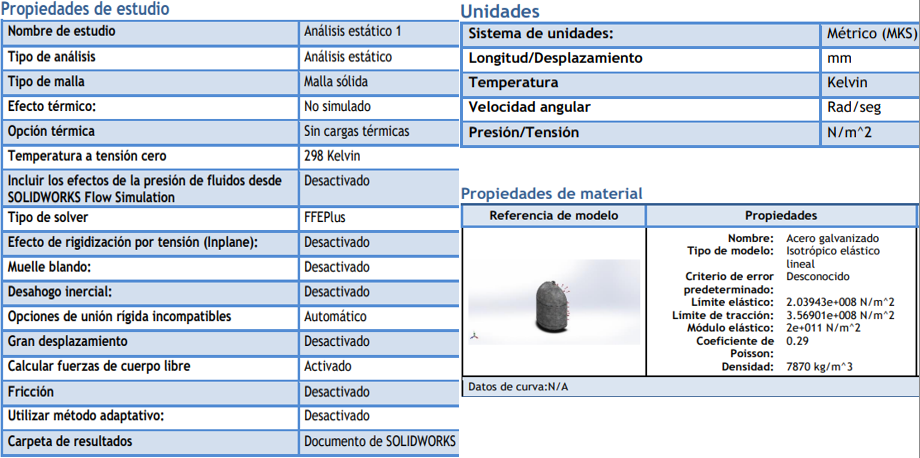 Propiedades de estudio
Nombre de estudio Análisis estático 1
Tipo de análisis Análisis estático
Tipo de malla Malla sólida
Efecto térmico: No simulado
Opción térmica Sin cargas térmicas
Temperatura a tensión cero 298 Kelvin
Incluir los efectos de la presión de fluidos desde Desactivado
SOLIDWORKS Flow Simulation
Tipo de solver FFEPlus
Efecto de rigidización por tensión (Inplane): Desactivado
Muelle blando: Desactivado
Desahogo inercial: Desactivado
Opciones de unión rígida incompatibles Automático
Gran desplazamiento Desactivado
Calcular fuerzas de cuerpo libre Activado
Fricción Desactivado
Utilizar método adaptativo: Desactivado
Carpeta de resultados Documento de SOLIDWORKS
Unidades
Sistema de unidades: Métrico (MKS)
Longitud/Desplazamiento mm
Temperatura Kelvin
Velocidad angular Rad/seg
Presión/Tensión N/m^2
Propiedades de material
Referencia de modelo Propiedades
Nombre: Acero galvanizado
Tipo de modelo: Isotrópico elástico
lineal
Criterio de error Desconocido
predeterminado:
Límite elástico: 2.03943e+008 N/m^2
Límite de tracción: 3.56901e+008 N/m^2
Módulo elástico: 2e+011 N/m^2
Coeficiente de 0.29
Poisson:
Densidad: 7870 kg/m^3
Datos de curva:N/A